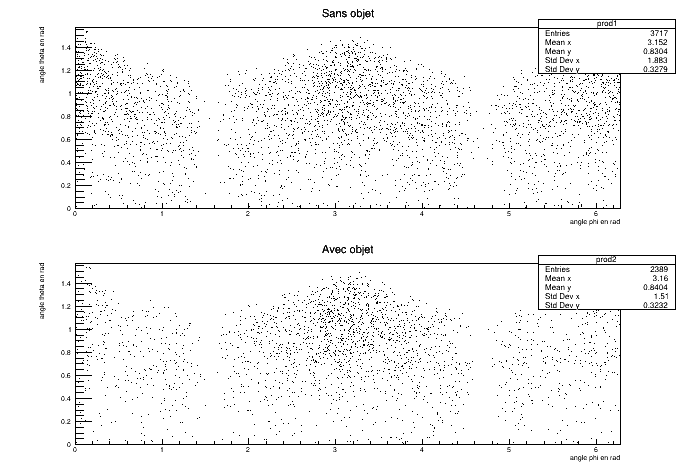 Sans objet
prod1
Entries 3717
Mean x 3.152
Mean y 0.8304
Std Dev x 1.883
Std Dev y 0.3279
angle theta en rad
1.4
1.2
1
0.8
0.6
0.4
0.2
0
0 1 2 3 4 5 6
angle phi en rad
Avec objet
prod2
Entries 2389
Mean x 3.16
Mean y 0.8404
Std Dev x 1.51
Std Dev y 0.3232
angle theta en rad
1.4
1.2
1
0.8
0.6
0.4
0.2
0
0 1 2 3 4 5 6
angle phi en rad